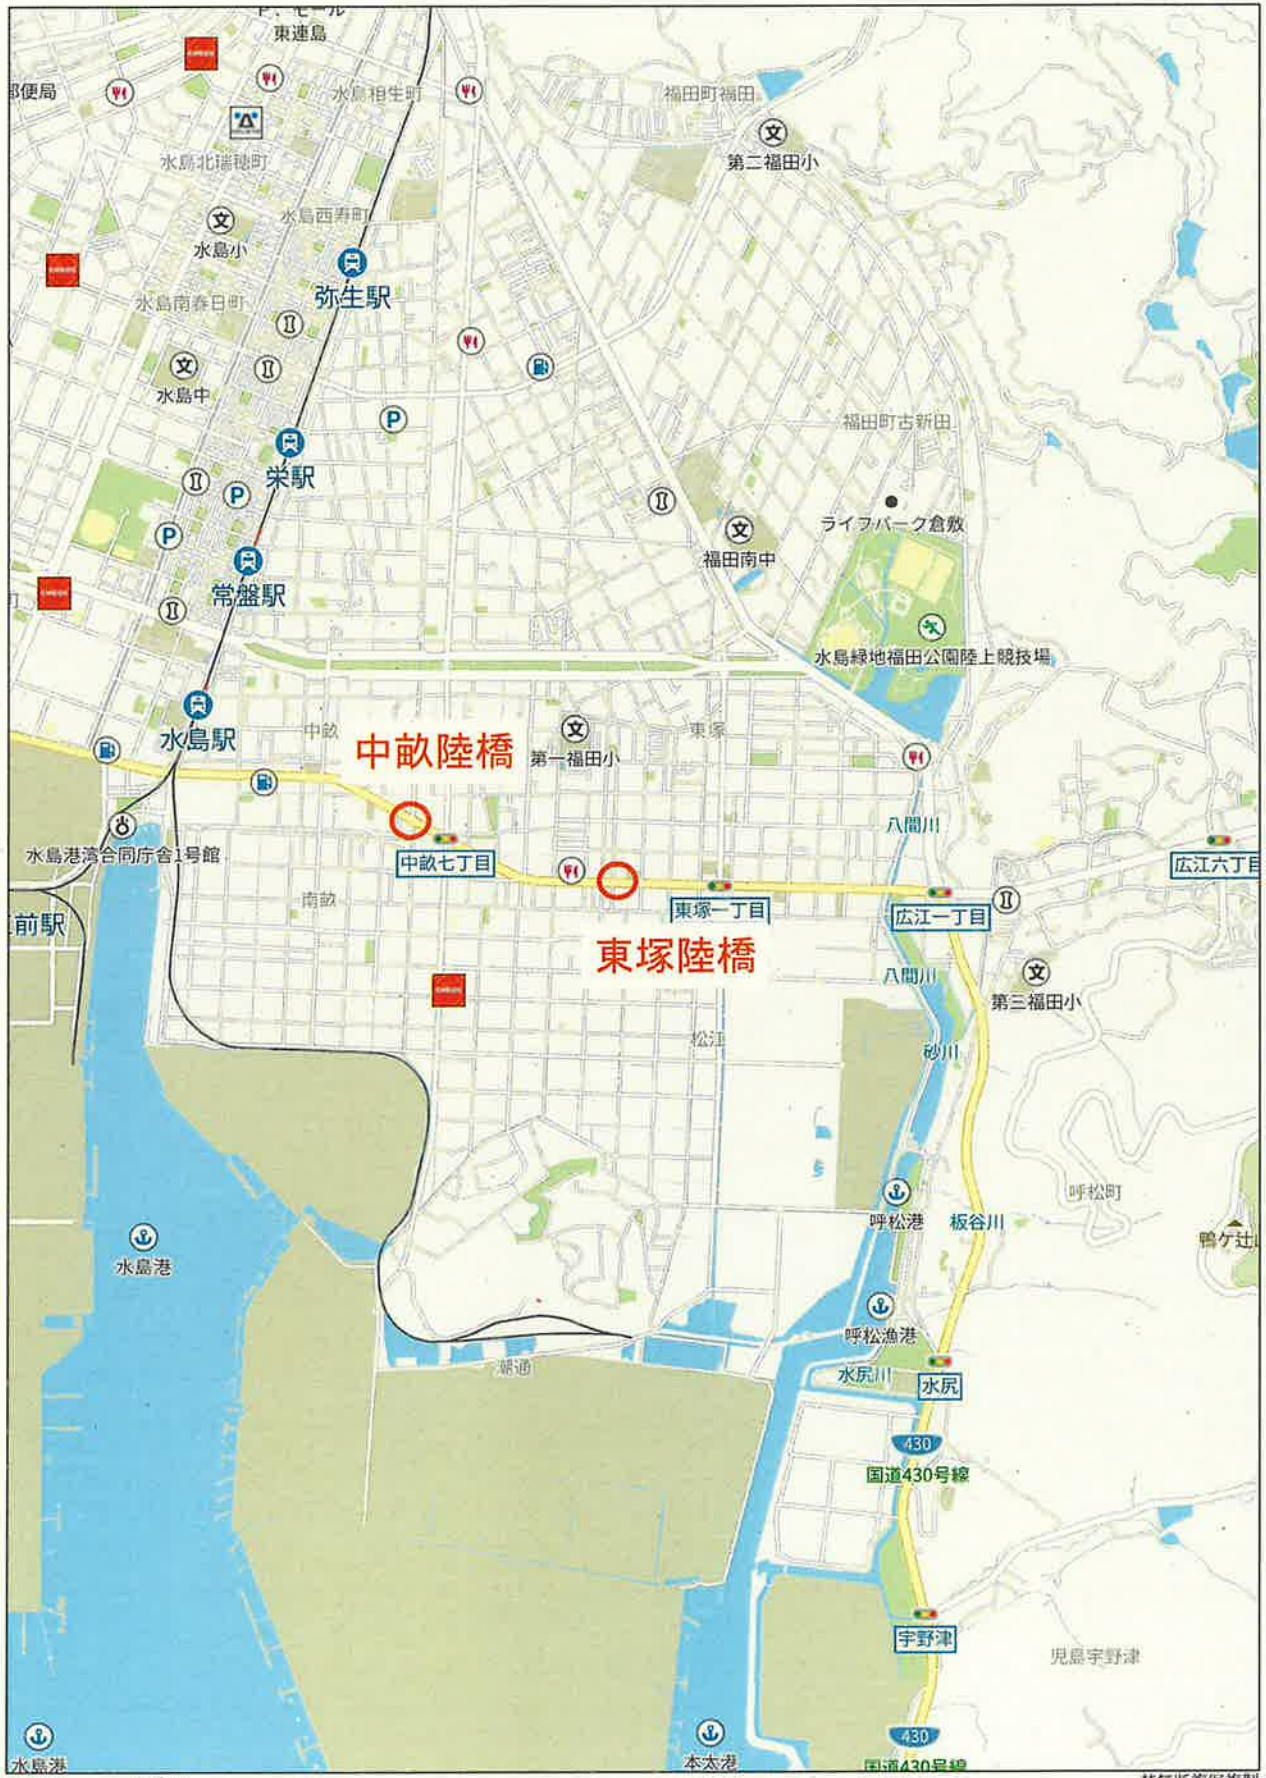 P、モール
東連島
郵便局
水島相生町
福田町福田
第二福田小
水島北瑞穂町
水島西寿町
水島小
弥生駅
水島南春日町
水島中
P
福田町古新田
栄駅
P
ライフパーク倉敷
P
福田南中
常盤駅
水島緑地福田公園陸上競技場
水島駅
中畝
中畝陸橋
第一福田小
東塚
八間川
水島港湾合同庁舎1号館
中畝七丁目
広江六丁目
南畝
東塚一丁目
広江一丁目
前駅
東塚陸橋
八間川
第三福田小
松江
砂川
呼松町
呼松港
板谷川
鴨ケ辻山
水島港
呼松漁港
潮通
水尻川
水尻
430
国道430号線
宇野津
児島宇野津
430
国道430号線
水島港
本太港